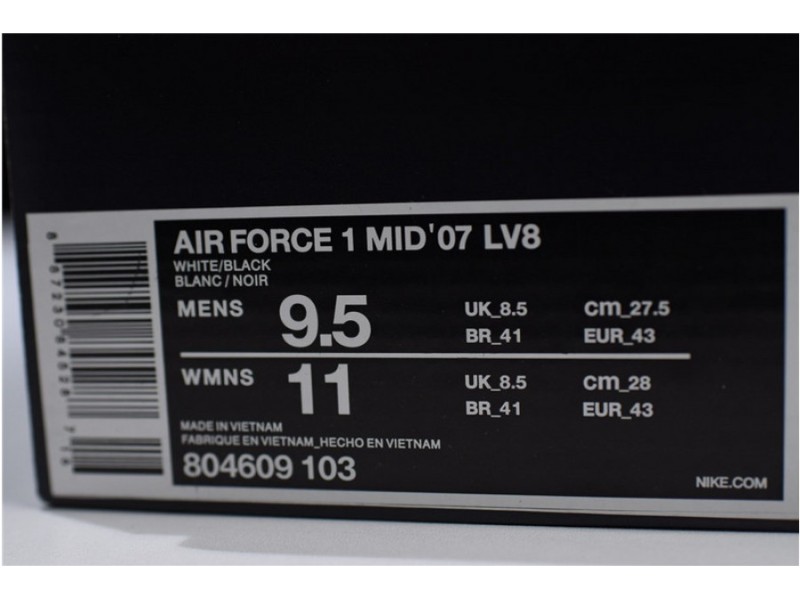 AIR FORCE 1 MID'07 LV8
WHITE/BLACK
BLANC / NOIR
MENS 9.5 UK_8.5 cm_27.5
BR_41 EUR_43
WMNS 11 UK_8.5 cm_28
BR_41 EUR_43
MADE IN VIETNAM
FABRIQUE EN VIETNAM_HECHO EN VIETNAM
804609 103
NIKE.COM